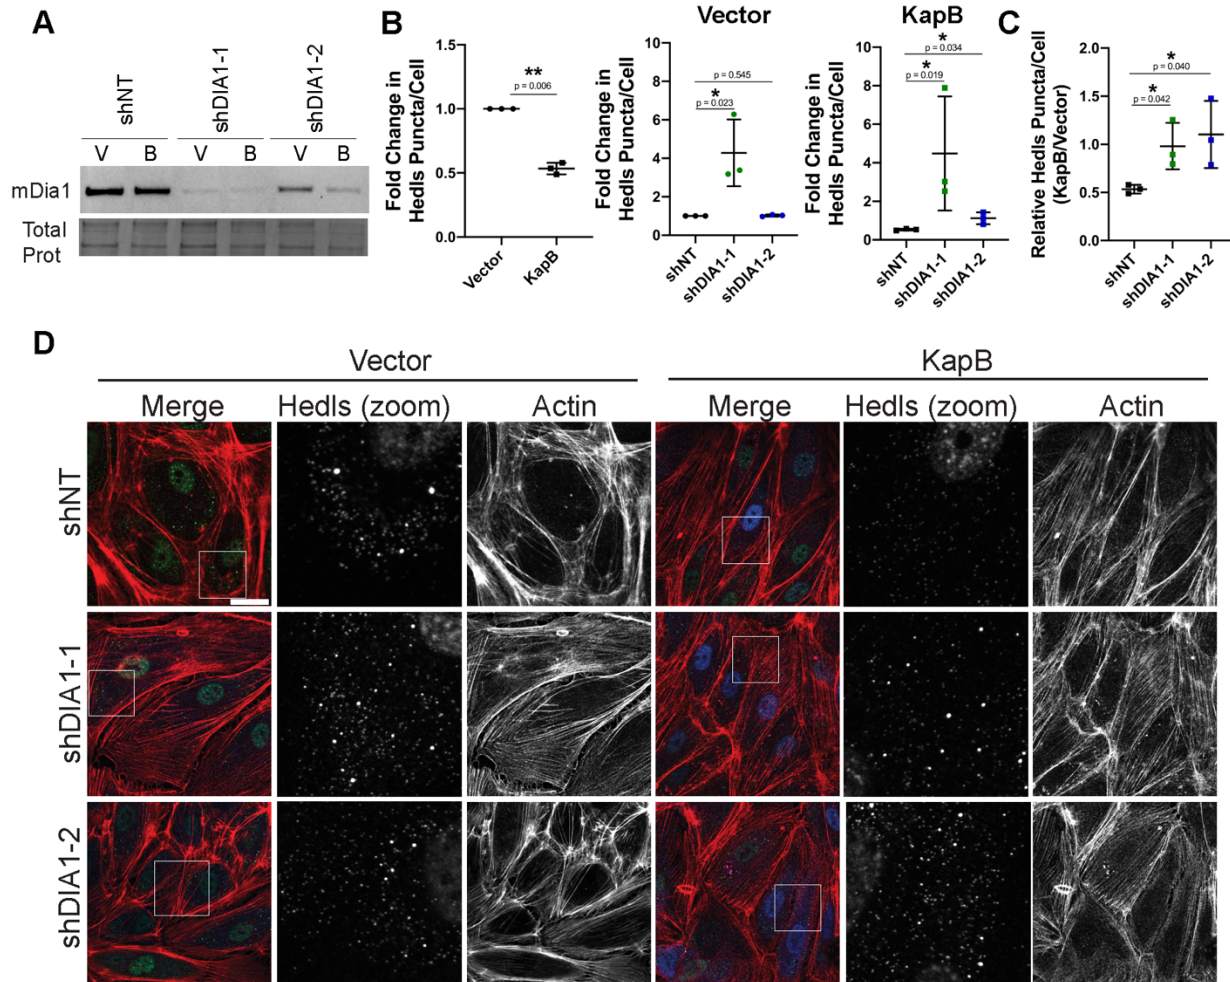 A
shNT
shDIA1-1
shDIA1-2
V B V B V B
mDia1
Total
Prot
B
Fold Change in
Hedls Puncta/Cell
1.5
1.0
0.5
0.0
**
p = 0.006
Vector
KapB
Vector
Fold Change in
Hedls Puncta/Cell
10
8
6
4
2
0
p = 0.545
*
p = 0.023
shNT
shDIA1-1
shDIA1-2
KapB
Fold Change in
Hedls Puncta/Cell
10
8
6
4
2
0
*
p = 0.034
*
p = 0.019
shNT
shDIA1-1
shDIA1-2
C
Relative Hedls Puncta/Cell
(KapB/Vector)
2.0
1.5
1.0
0.5
0.0
*
p = 0.040
*
p = 0.042
shNT
shDIA1-1
shDIA1-2
D
Vector KapB
Merge Hedls (zoom) Actin Merge Hedls (zoom) Actin
shNT
shDIA1-1
shDIA1-2